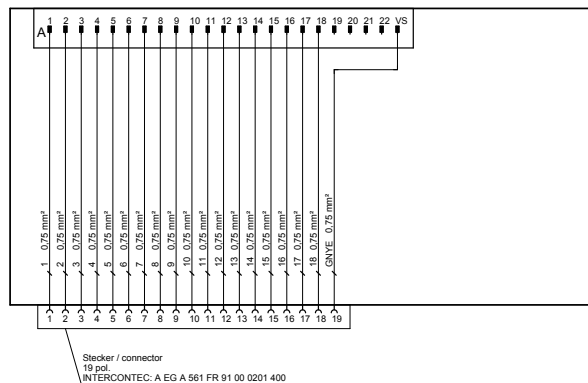 1 2 3 4 5 6 7 8 9 10 11 12 13 14 15 16 17 18 19 20 21 22 VS
A
1 0,75 mm²
2 0,75 mm²
3 0,75 mm²
4 0,75 mm²
5 0,75 mm²
6 0,75 mm²
7 0,75 mm²
8 0,75 mm²
9 0,75 mm²
10 0,75 mm²
11 0,75 mm²
12 0,75 mm²
13 0,75 mm²
14 0,75 mm²
15 0,75 mm²
16 0,75 mm²
17 0,75 mm²
18 0,75 mm²
GNYE 0,75 mm²
1 2 3 4 5 6 7 8 9 10 11 12 13 14 15 16 17 18 19
Stecker / connector
19 pol.
INTERCONTEC: A EG A 561 FR 91 00 0201 400